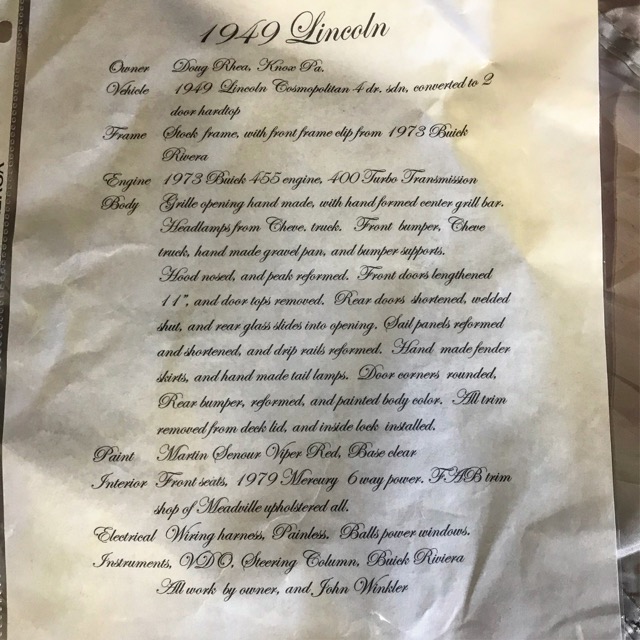 1949 Lincoln
Owner Doug Rhea, Knox Pa.
Vehicle 1949 Lincoln Cosmopolitan 4 dr. sdn, converted to 2
door hardtop
Frame Stock frame, with front frame clip from 1973 Buick
Rivera
Engine 1973 Buick 455 engine, 400 Turbo Transmission
Body Grille opening hand made, with hand formed center grill bar.
Headlamps from Cheve. truck. Front bumper, Cheve
truck, hand made gravel pan, and bumper supports.
Hood nosed, and peak reformed. Front doors lengthened
11", and door tops removed. Rear doors shortened, welded
shut, and rear glass slides into opening. Sail panels reformed
and shortened, and drip rails reformed. Hand made fender
skirts, and hand made tail lamps. Door corners rounded,
Rear bumper, reformed, and painted body color. All trim
removed from deck lid, and inside lock installed.
Paint Martin Senour Viper Red, Base clear
Interior Front seats, 1979 Mercury 6 way power. FAB trim
shop of Meadville upholstered all.
Electrical Wiring harness, Painless. Balls power windows.
Instruments, VDO, Steering Column, Buick Riviera
All work by owner, and John Winkler